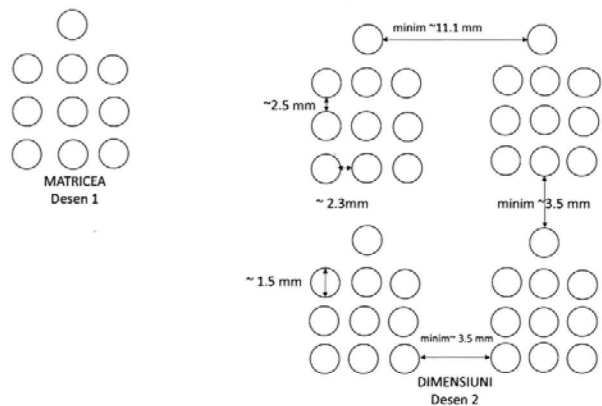 minim ~11.1 mm
~2.5 mm
MATRICEA
Desen 1
~ 2.3mm
minim ~3.5 mm
~ 1.5 mm
minim~ 3.5 mm
DIMENSIUNI
Desen 2